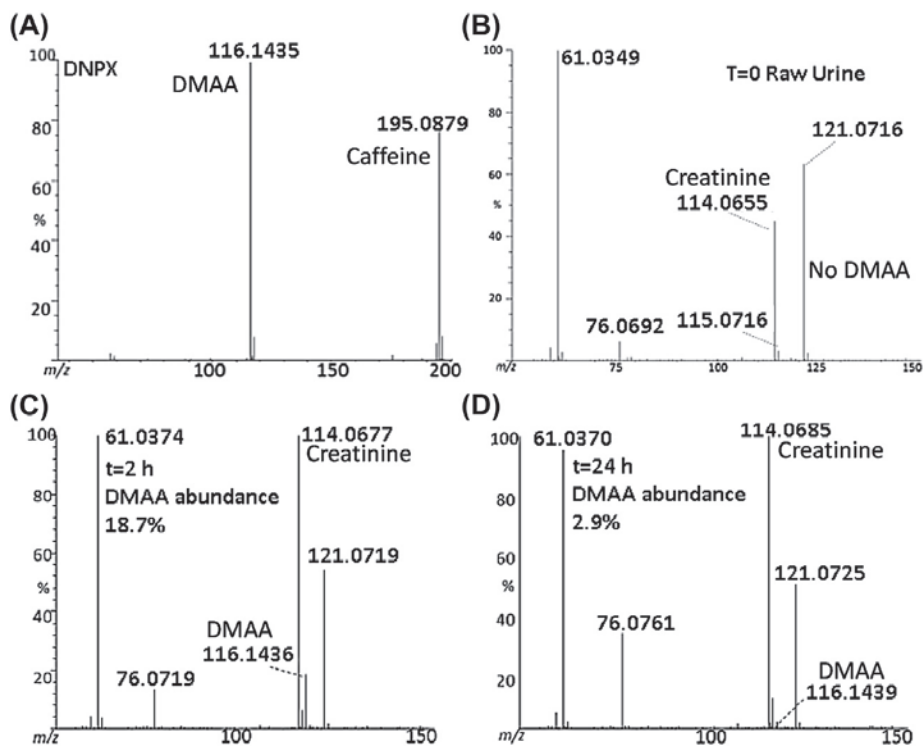 (A)
DNPX
116.1435
DMAA
195.0879
Caffeine
100
80
60
%
40
20
m/z
100
150
200
(B)
100
61.0349
T=0 Raw Urine
121.0716
80
60
Creatinine
114.0655
%
40
No DMAA
115.0716
76.0692
20
m/z
75
100
125
150
(C)
100
61.0374
114.0677
Creatinine
t=2 h
DMAA abundance
18.7%
80
60
121.0719
%
40
DMAA
116.1436
76.0719
20
m/z
100
150
(D)
100
61.0370
114.0685
Creatinine
t=24 h
DMAA abundance
2.9%
80
60
121.0725
%
40
76.0761
20
DMAA
116.1439
m/z
100
150